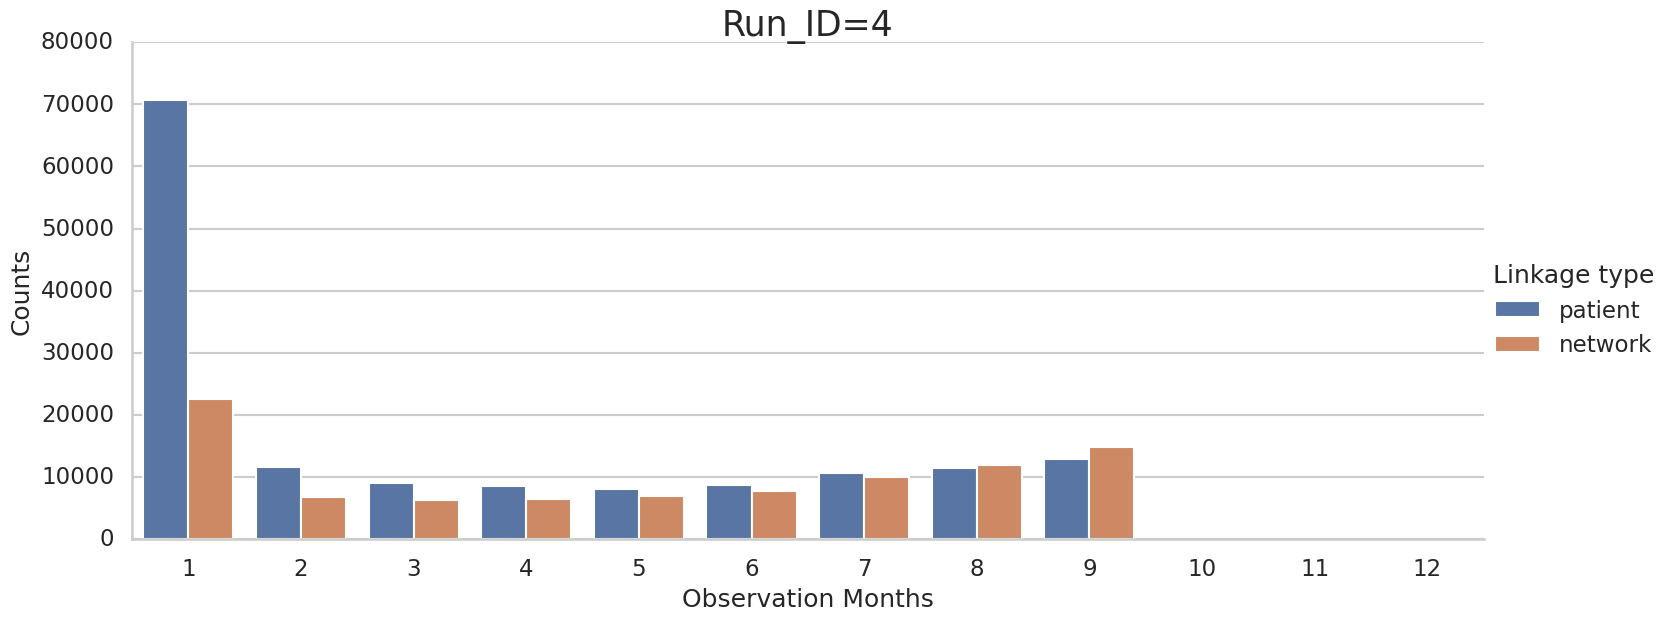 Run_ID=4
80000
70000
60000
50000
40000
30000
20000
10000
0
Counts
1 2 3 4 5 6 7 8 9 10 11 12
Observation Months
Linkage type
patient
network